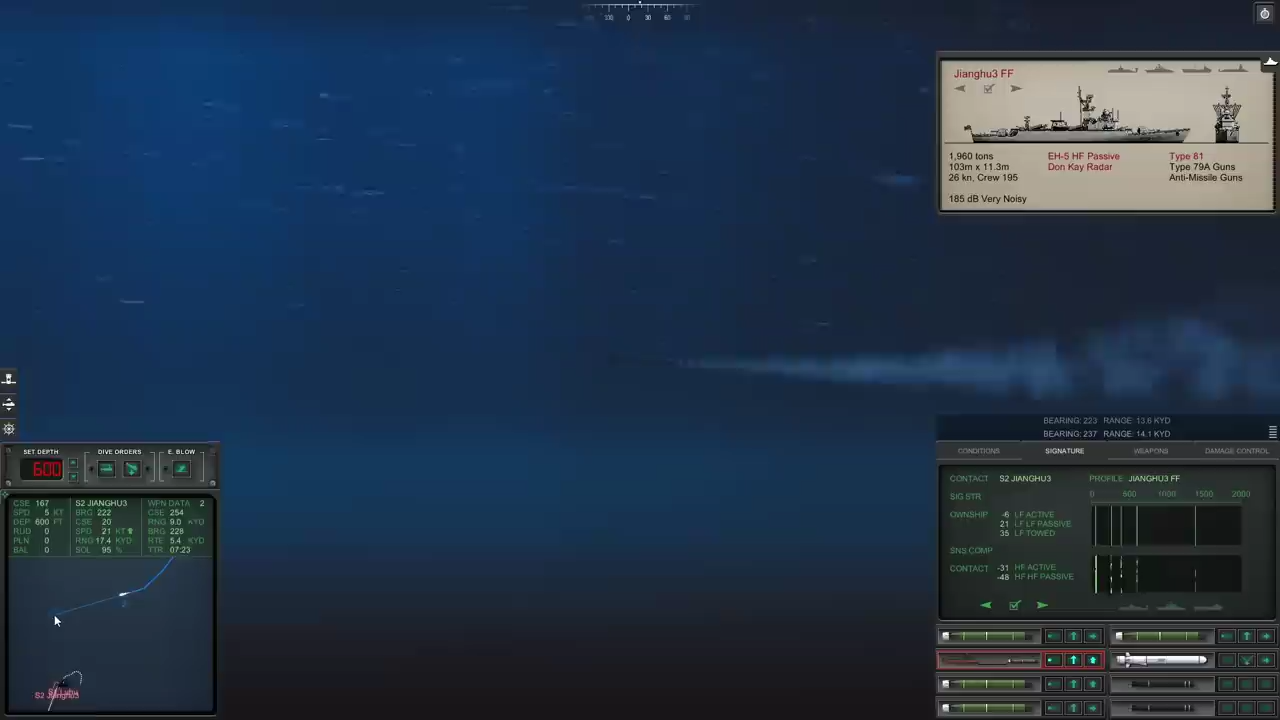 100 0 30 60 90
Jianghu3 FF
1,960 tons EH-5 HF Passive Type 81
103m x 11.3m Don Kay Radar Type 79A Guns
26 kn, Crew 195 Anti-Missile Guns
185 dB Very Noisy
BEARING: 223 RANGE: 13.6 KYD
BEARING: 237 RANGE: 14.1 KYD
CONDITIONS SIGNATURE WEAPONS DAMAGE CONTROL
CONTACT S2 JIANGHU3 PROFILE JIANGHU3 FF
SIG STR 0 500 1000 1500 2000
OWNSHIP -6 LF ACTIVE
21 LF LF PASSIVE
35 LF TOWED
SNS COMP
CONTACT -31 HF ACTIVE
-48 HF HF PASSIVE
SET DEPTH DIVE ORDERS E. BLOW
600
CSE 167 S2 JIANGHU3 WPN DATA 2
SPD 5 KT BRG 222 CSE 254
DEP 600 FT CSE 20 RNG 9.0 KYD
RUD 0 SPD 21 KT BRG 228
PLN 0 RNG 17.4 KYD RTE 5.4 KYD
BAL 0 SOL 95 % TTR 07:23
2